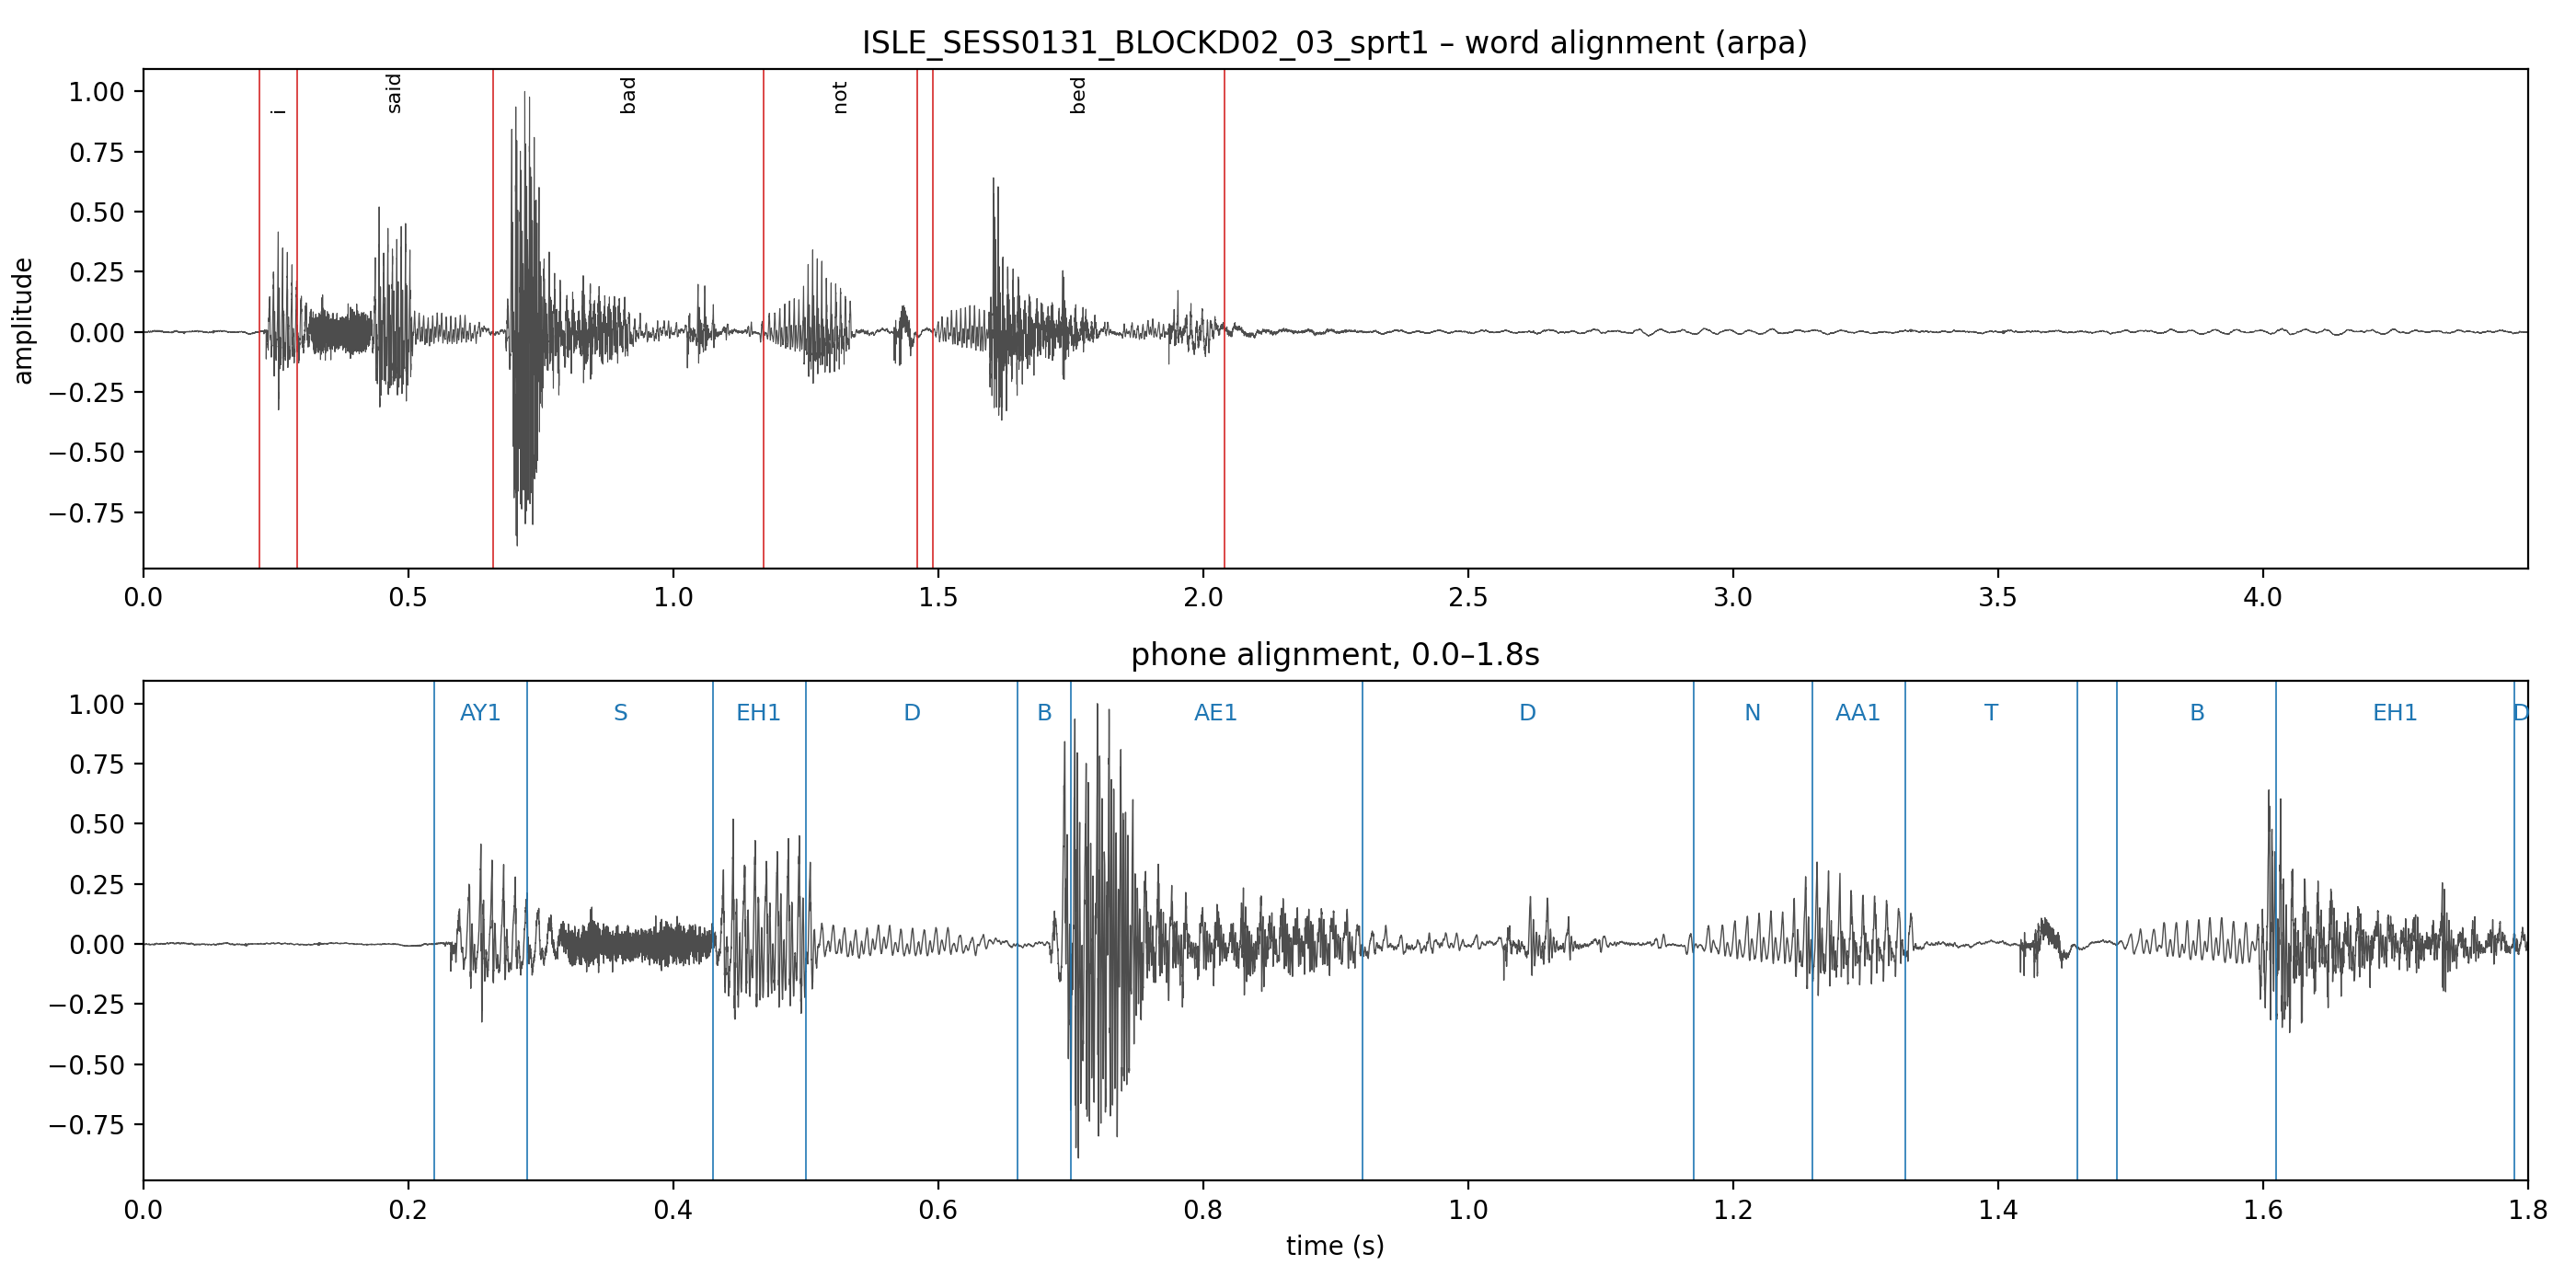 ISLE_SESS0131_BLOCKD02_03_sprt1 – word alignment (arpa)
i said bad not bed
1.00
0.75
0.50
0.25
0.00
−0.25
−0.50
−0.75
amplitude
0.0 0.5 1.0 1.5 2.0 2.5 3.0 3.5 4.0
phone alignment, 0.0–1.8s
AY1 S EH1 D B AE1 D N AA1 T B EH1 D
1.00
0.75
0.50
0.25
0.00
−0.25
−0.50
−0.75
0.0 0.2 0.4 0.6 0.8 1.0 1.2 1.4 1.6 1.8
time (s)